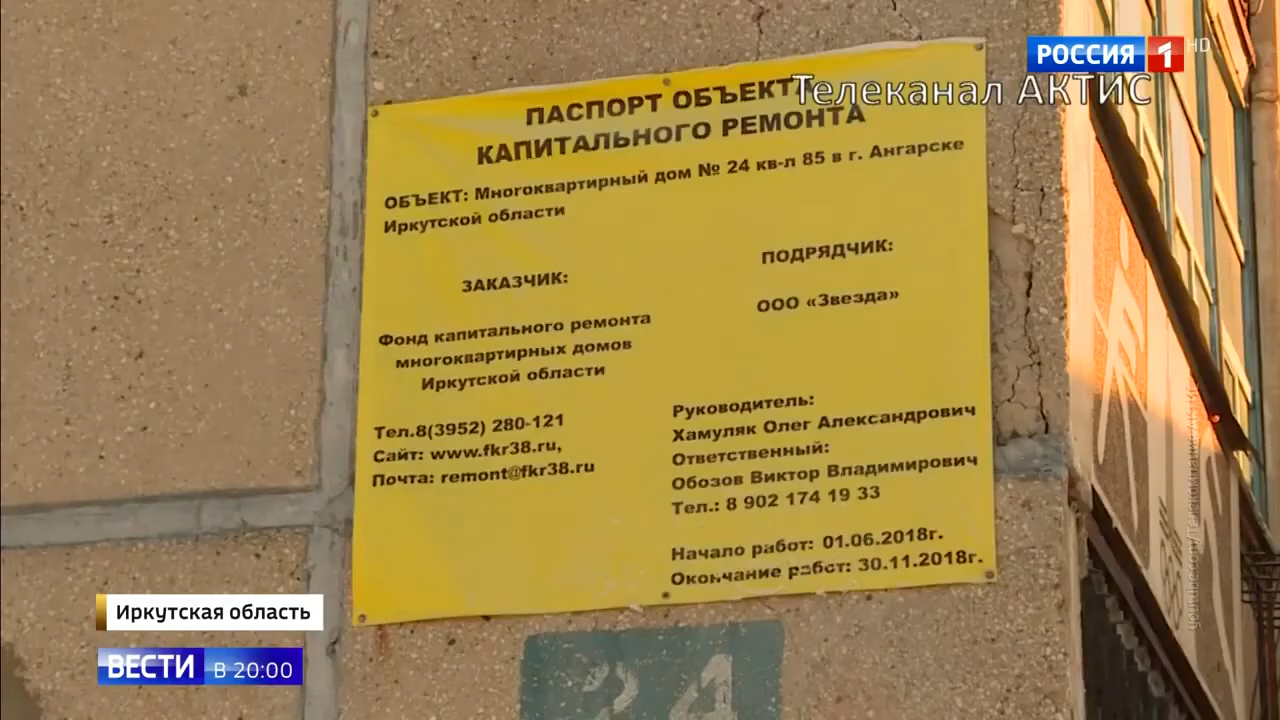 РОССИЯ 1 HD
Телеканал АКТИС
ПАСПОРТ ОБЪЕКТА
КАПИТАЛЬНОГО РЕМОНТА
ОБЪЕКТ: Многоквартирный дом № 24 кв-л 85 в г. Ангарске
Иркутской области
ЗАКАЗЧИК:
Фонд капитального ремонта
многоквартирных домов
Иркутской области
Тел.8(3952) 280-121
Сайт: www.fkr38.ru,
Почта: remont@fkr38.ru
ПОДРЯДЧИК:
ООО «Звезда»
Руководитель:
Хамуляк Олег Александрович
Ответственный:
Обозов Виктор Владимирович
Тел.: 8 902 174 19 33
Начало работ: 01.06.2018г.
Окончание работ: 30.11.2018г.
24
Иркутская область
ВЕСТИ В 20:00